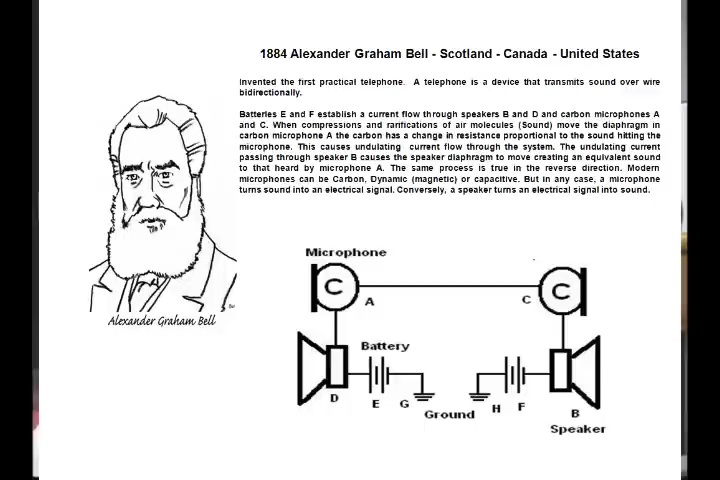 1884 Alexander Graham Bell - Scotland - Canada - United States
Invented the first practical telephone. A telephone is a device that transmits sound over wire
bidirectionally.
Batteries E and F establish a current flow through speakers B and D and carbon microphones A
and C. When compressions and rarifications of air molecules (Sound) move the diaphragm in
carbon microphone A the carbon has a change in resistance proportional to the sound hitting the
microphone. This causes undulating current flow through the system. The undulating current
passing through speaker B causes the speaker diaphragm to move creating an equivalent sound
to that heard by microphone A. The same process is true in the reverse direction. Modern
microphones can be Carbon, Dynamic (magnetic) or capacitive. But in any case, a microphone
turns sound into an electrical signal. Conversely, a speaker turns an electrical signal into sound.
Alexander Graham Bell
Microphone
C
A
C
C
Battery
D
E
G
Ground
H
F
B
Speaker